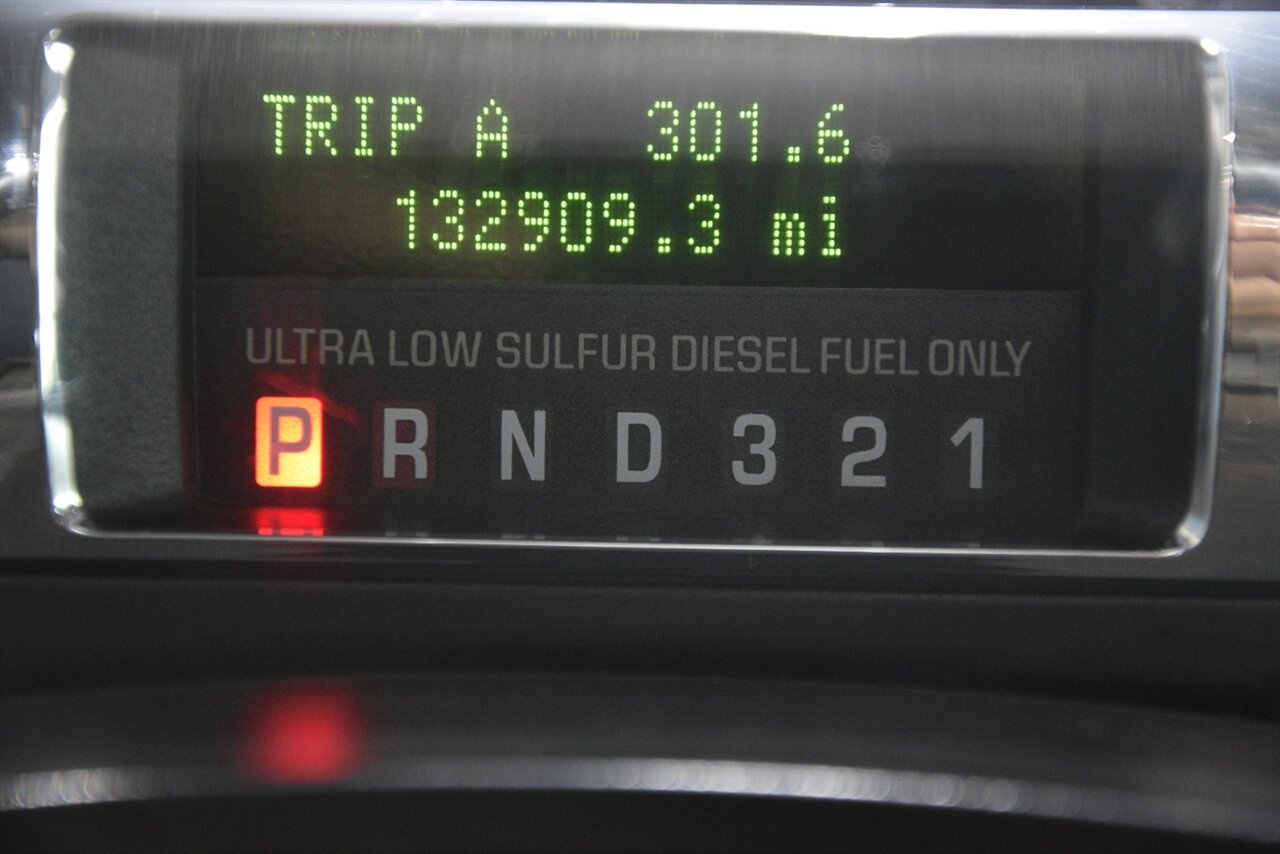 TRIP A 301.6
132909.3 mi
ULTRA LOW SULFUR DIESEL FUEL ONLY
P R N D 3 2 1